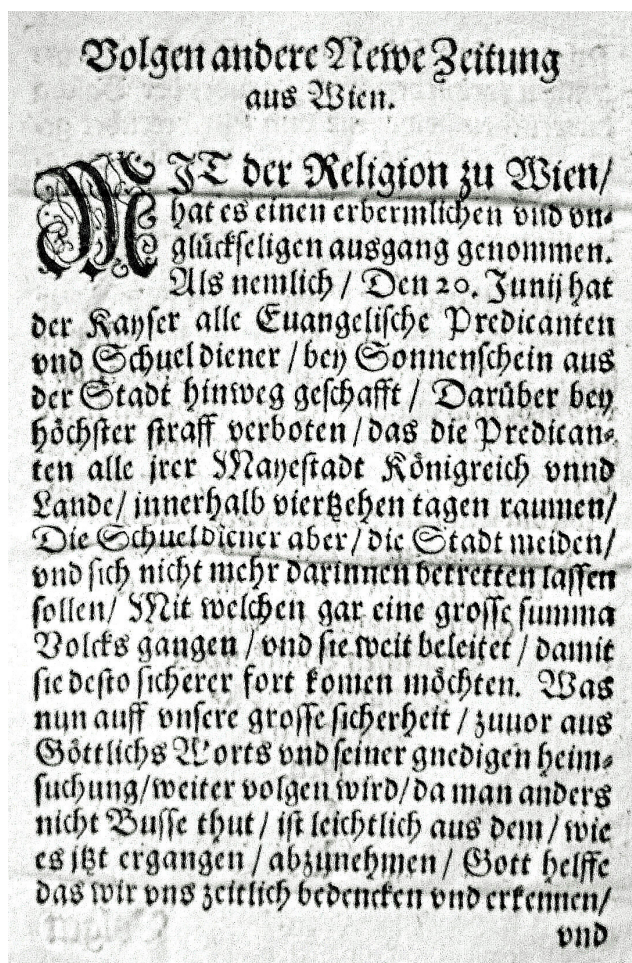 Volgen andere Newe Zeitung
aus Wien.
MIT der Religion zu Wien/
hat es einen erbermlichen vnd vn⸗
glückseligen ausgang genommen.
Als nemlich / Den 20. Junij hat
der Kayser alle Euangelische Predicanten
vnd Schueldiener / bey Sonnenschein aus
der Stadt hinweg geschafft / Darüber bey
höchster straff verboten / das die Predican⸗
ten alle jrer Mayestadt Königreich vnnd
Lande/ innerhalb viertzehen tagen raumen/
Die Schueldiener aber / die Stadt meiden/
vnd sich nicht mehr darinnen betretten lassen
sollen/ Mit welchen gar eine grosse summa
Volcks gangen / vnd sie weit beleitet / damit
sie desto sicherer fort komen möchten. Was
nun auff vnsere grosse sicherheit / zuuor aus
Göttlichs Worts vnd seiner gnedigen heim⸗
suchung/weiter volgen wird/da man anders
nicht Busse thut / ist leichtlich aus dem / wie
es jtzt ergangen / abzunehmen / Gott helffe
das wir vns zeitlich bedencken vnd erkennen/
vnd